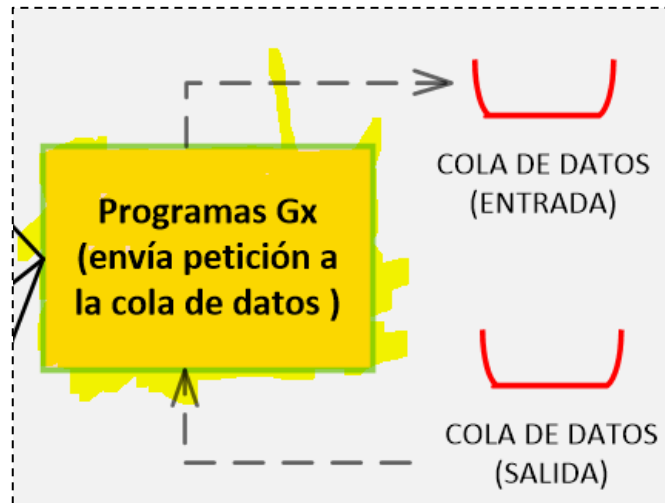 Programas Gx
(envía petición a
la cola de datos )
COLA DE DATOS
(ENTRADA)
COLA DE DATOS
(SALIDA)